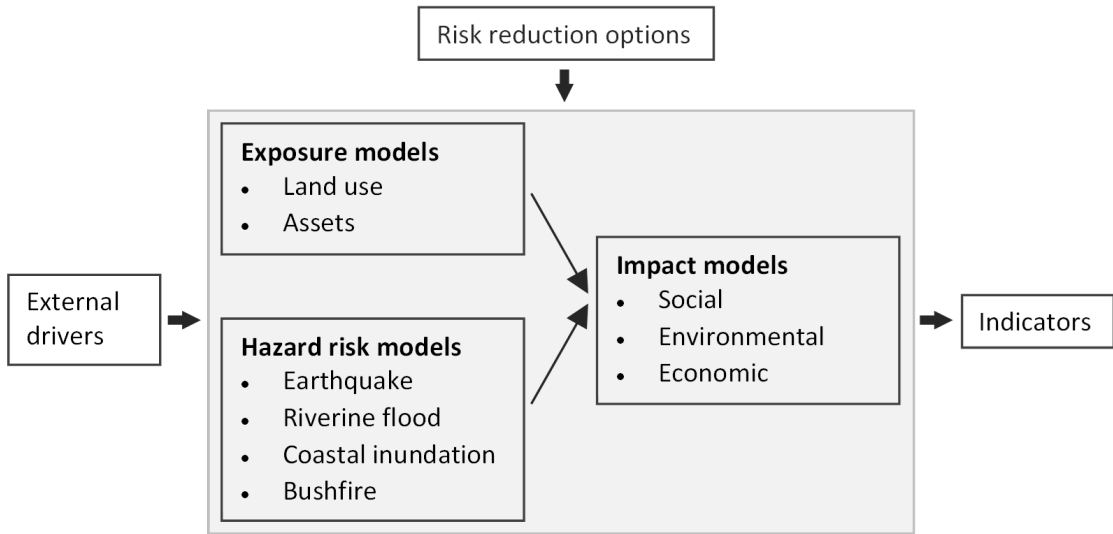 Risk reduction options
Exposure models
• Land use
• Assets
External
drivers
Hazard risk models
• Earthquake
• Riverine flood
• Coastal inundation
• Bushfire
Impact models
• Social
• Environmental
• Economic
Indicators